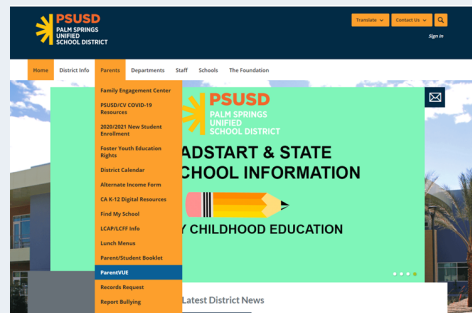 PSUSD
PALM SPRINGS
UNIFIED
SCHOOL DISTRICT
Translate
Contact Us
Sign In
Home
District Info
Parents
Departments
Staff
Schools
The Foundation
Family Engagement Center
PSUSD/CV COVID-19
Resources
2020/2021 New Student
Enrollment
Foster Youth Education
Rights
District Calendar
Alternate Income Form
CA K-12 Digital Resources
Find My School
LCAP/LCFF Info
Lunch Menus
Parent/Student Booklet
ParentVUE
Records Request
Report Bullying
PSUSD
PALM SPRINGS
UNIFIED
SCHOOL DISTRICT
ADSTART & STATE
CHOOL INFORMATION
Y CHILDHOOD EDUCATION
Latest District News